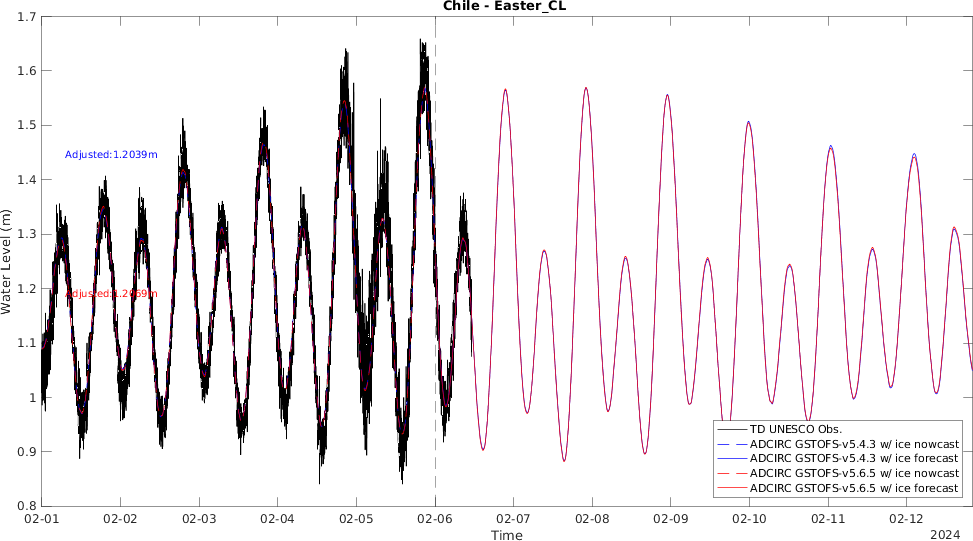 Chile - Easter_CL
1.7
1.6
1.5
1.4
1.3
1.2
1.1
1
0.9
0.8
Water Level (m)
Adjusted:1.2039m
Adjusted:1.2069m
TD UNESCO Obs.
ADCIRC GSTOFS-v5.4.3 w/ ice nowcast
ADCIRC GSTOFS-v5.4.3 w/ ice forecast
ADCIRC GSTOFS-v5.6.5 w/ ice nowcast
ADCIRC GSTOFS-v5.6.5 w/ ice forecast
02-01 02-02 02-03 02-04 02-05 02-06 02-07 02-08 02-09 02-10 02-11 02-12
Time
2024